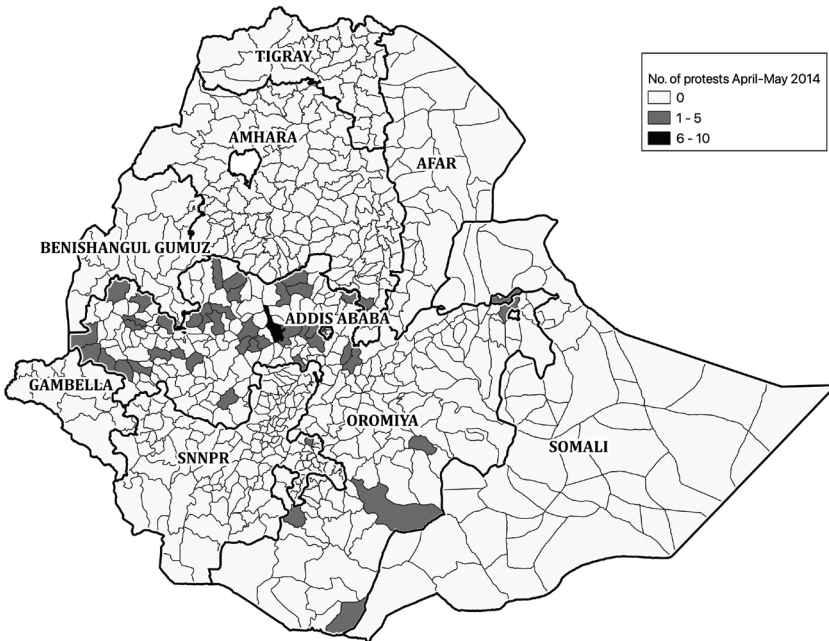 TIGRAY
No. of protests April-May 2014
0
1 - 5
6 - 10
AMHARA
AFAR
BENISHANGUL GUMUZ
ADDIS ABABA
GAMBELLA
OROMIYA
SNNPR
SOMALI